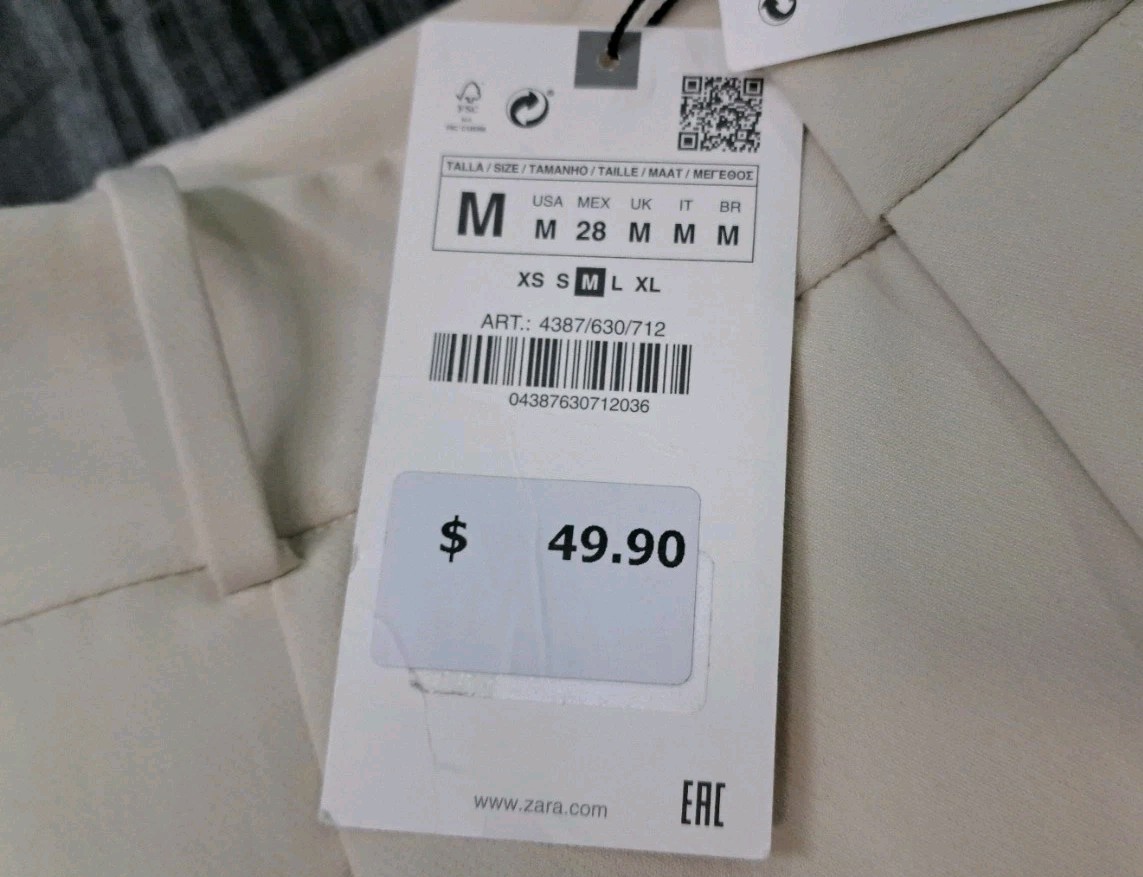 FSC
TALLA / SIZE / TAMANHO / TAILLE / MAAT / ΜΕΓΕΘΟΣ
M
USA MEX UK IT BR
M 28 M M M
XS S M L XL
ART.: 4387/630/712
04387630712036
$ 49.90
www.zara.com
EAC